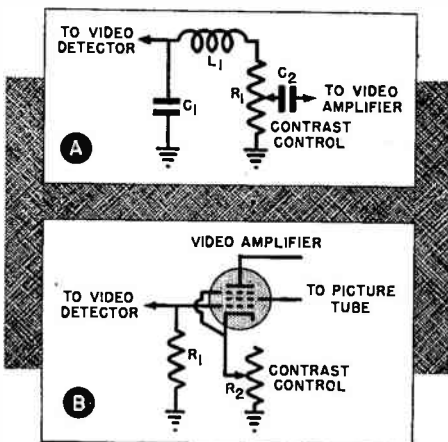 TO VIDEO
DETECTOR
L1
C1
R1
C2
TO VIDEO
AMPLIFIER
CONTRAST
CONTROL
A
VIDEO AMPLIFIER
TO VIDEO
DETECTOR
TO PICTURE
TUBE
R1
R2
CONTRAST
CONTROL
B